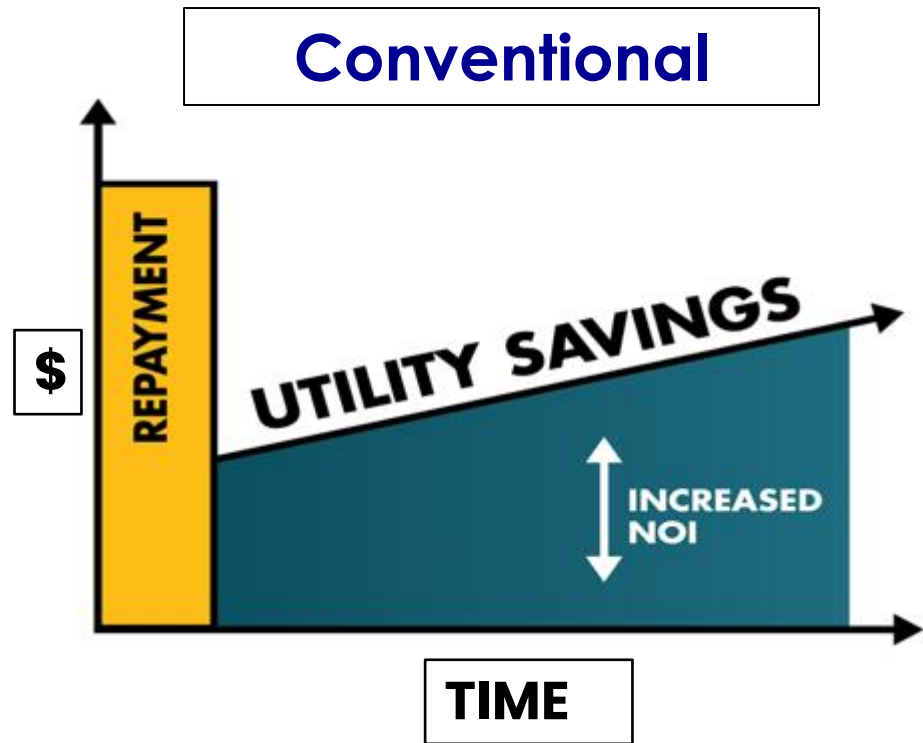 Conventional
REPAYMENT
$
UTILITY SAVINGS
INCREASED
NOI
TIME